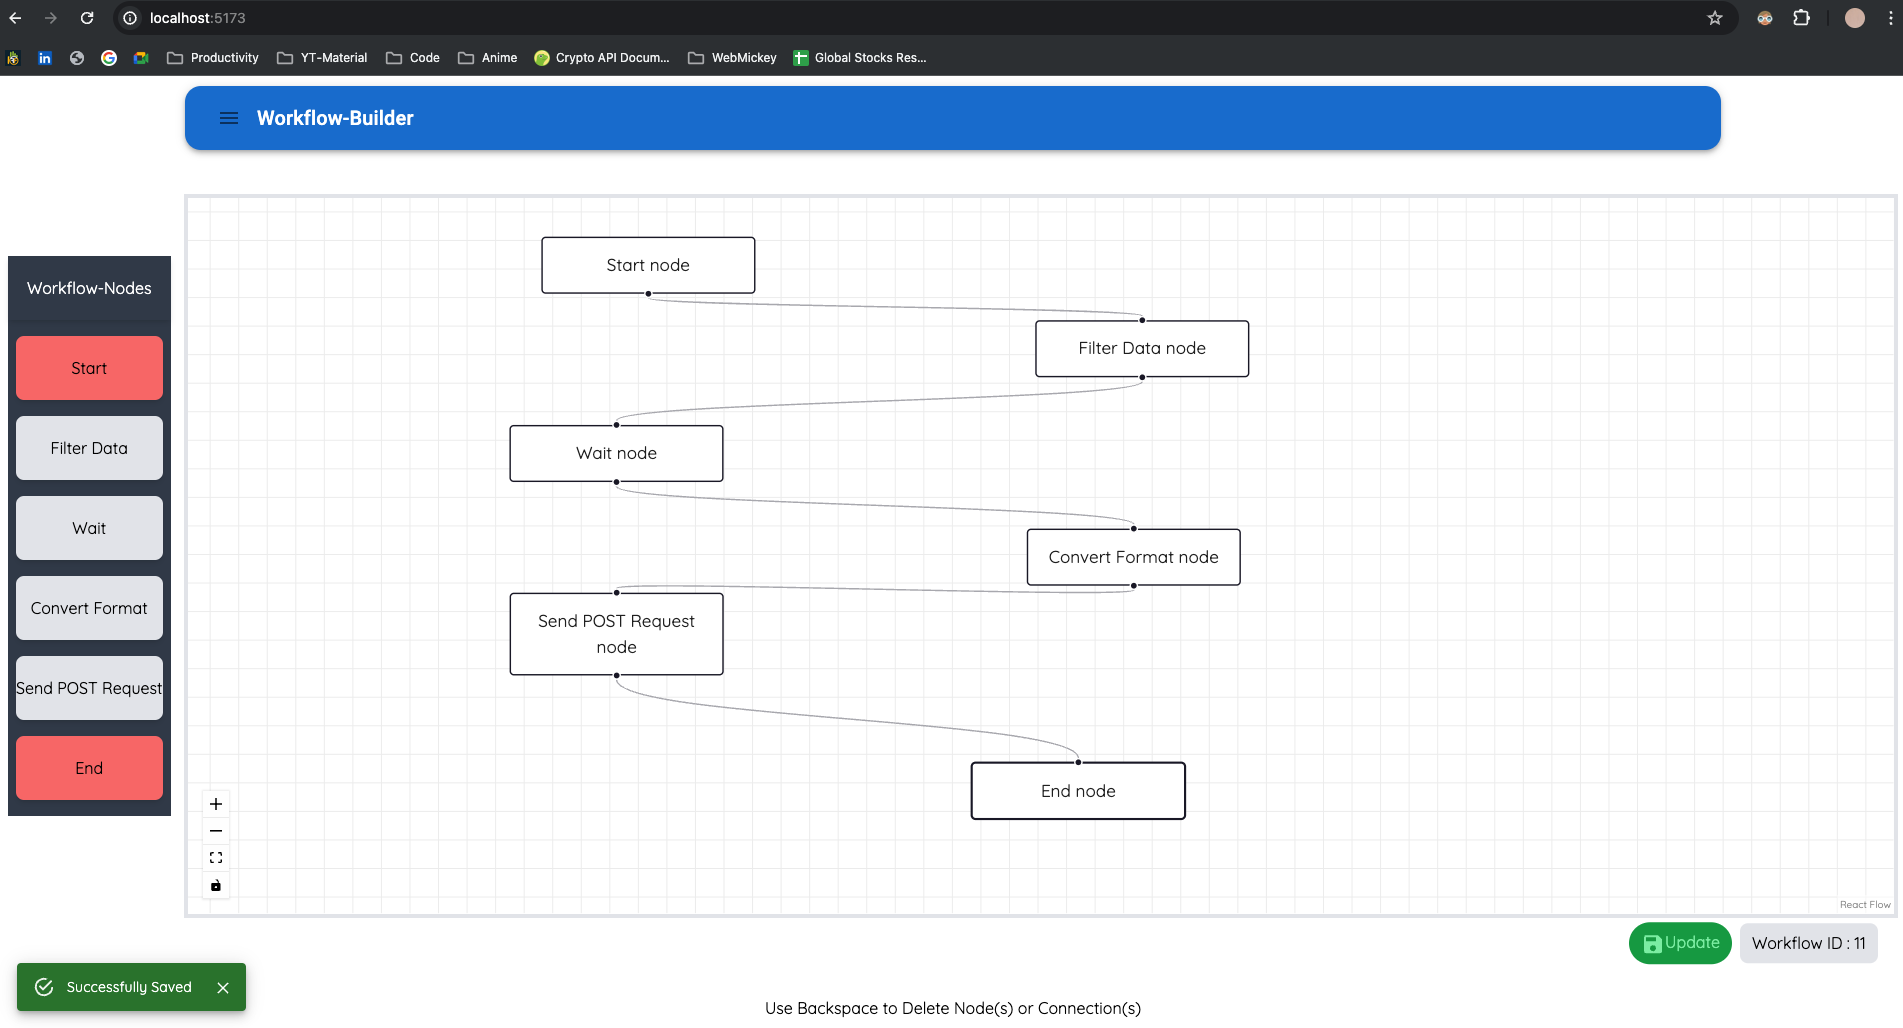 localhost:5173
Productivity YT-Material Code Anime Crypto API Docum... WebMickey Global Stocks Res...
Workflow-Builder
Workflow-Nodes
Start
Filter Data
Wait
Convert Format
Send POST Request
End
Start node
Filter Data node
Wait node
Convert Format node
Send POST Request
node
End node
React Flow
Update
Workflow ID : 11
Successfully Saved
Use Backspace to Delete Node(s) or Connection(s)